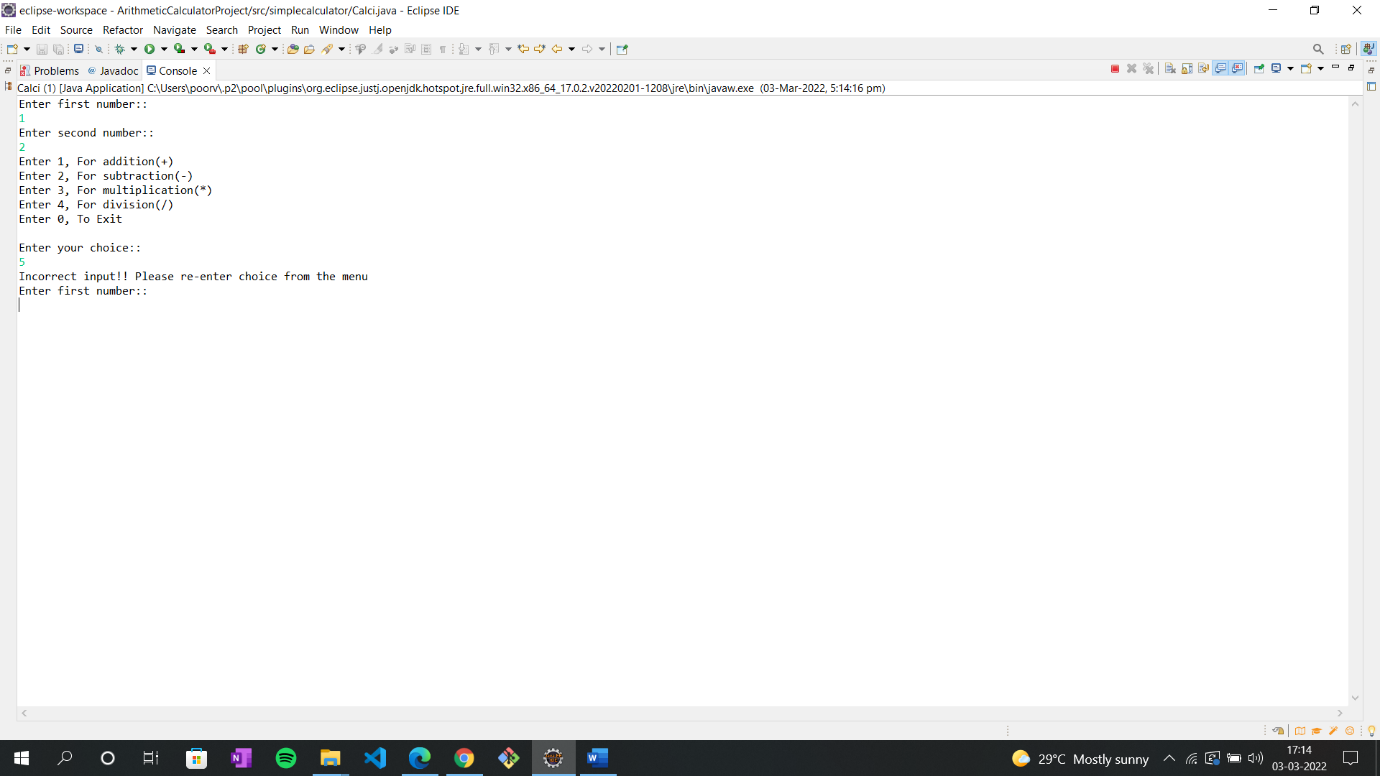 eclipse-workspace - ArithmeticCalculatorProject/src/simplecalculator/Calci.java - Eclipse IDE
File Edit Source Refactor Navigate Search Project Run Window Help
Problems @ Javadoc Console
Calci (1) [Java Application] C:\Users\poorv\.p2\pool\plugins\org.eclipse.justj.openjdk.hotspot.jre.full.win32.x86_64_17.0.2.v20220201-1208\jre\bin\javaw.exe (03-Mar-2022, 5:14:16 pm)
Enter first number::
1
Enter second number::
2
Enter 1, For addition(+)
Enter 2, For subtraction(-)
Enter 3, For multiplication(*)
Enter 4, For division(/)
Enter 0, To Exit
Enter your choice::
5
Incorrect input!! Please re-enter choice from the menu
Enter first number::
29°C Mostly sunny
17:14
03-03-2022